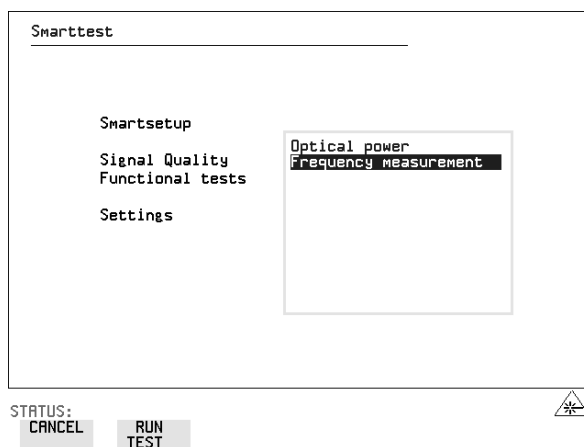 Smarttest
Smartsetup
Signal Quality
Functional tests
Settings
Optical power
Frequency measurement
STATUS:
CANCEL
RUN
TEST